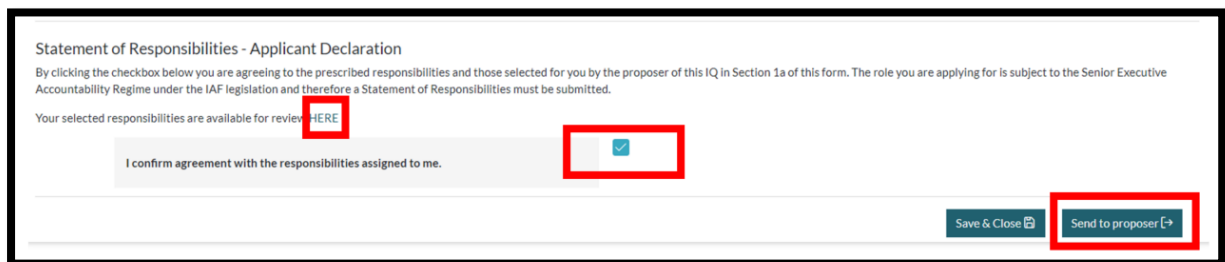 Statement of Responsibilities - Applicant Declaration
By clicking the checkbox below you are agreeing to the prescribed responsibilities and those selected for you by the proposer of this IQ in Section 1a of this form. The role you are applying for is subject to the Senior Executive
Accountability Regime under the IAF legislation and therefore a Statement of Responsibilities must be submitted.
Your selected responsibilities are available for review HERE
I confirm agreement with the responsibilities assigned to me.
Save & Close Send to proposer